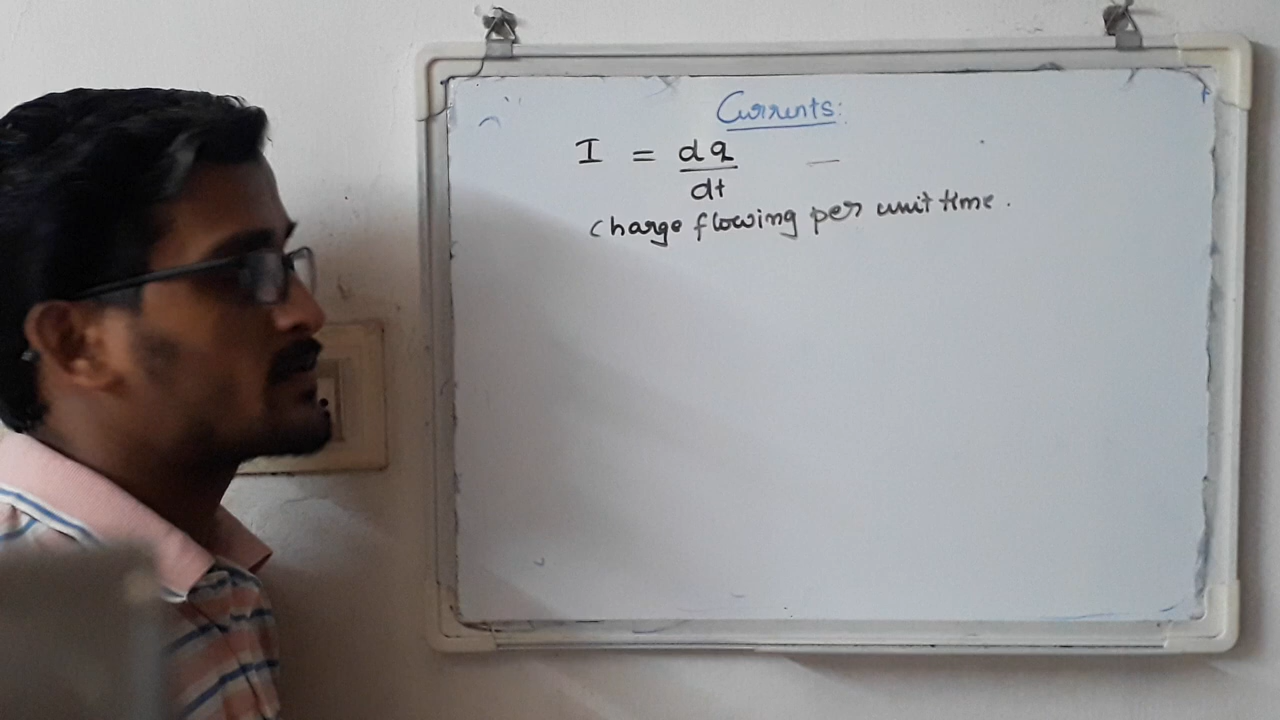 Currents:
I = dq/dt —
Charge flowing per unit time.